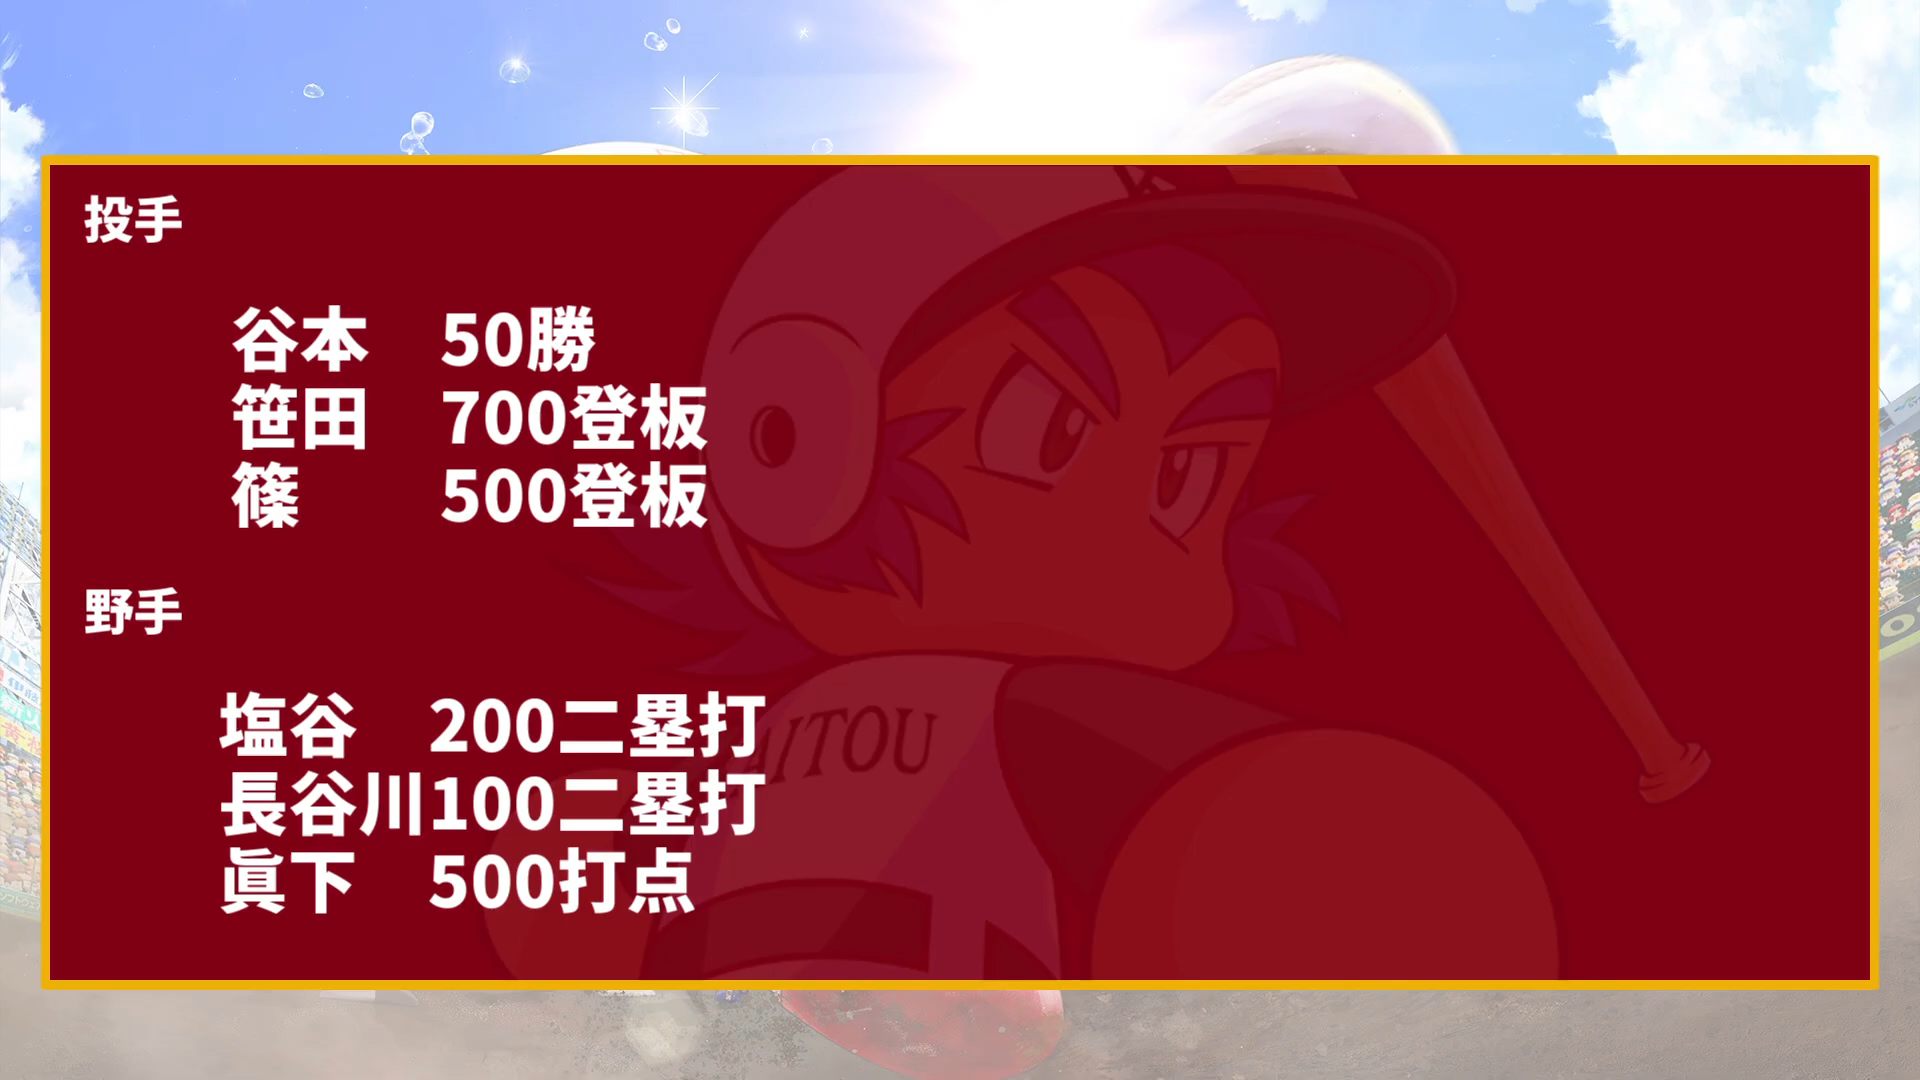 投手
谷本　50勝
笹田　700登板
篠　　500登板
野手
塩谷　200二塁打
長谷川100二塁打
眞下　500打点
AITOU